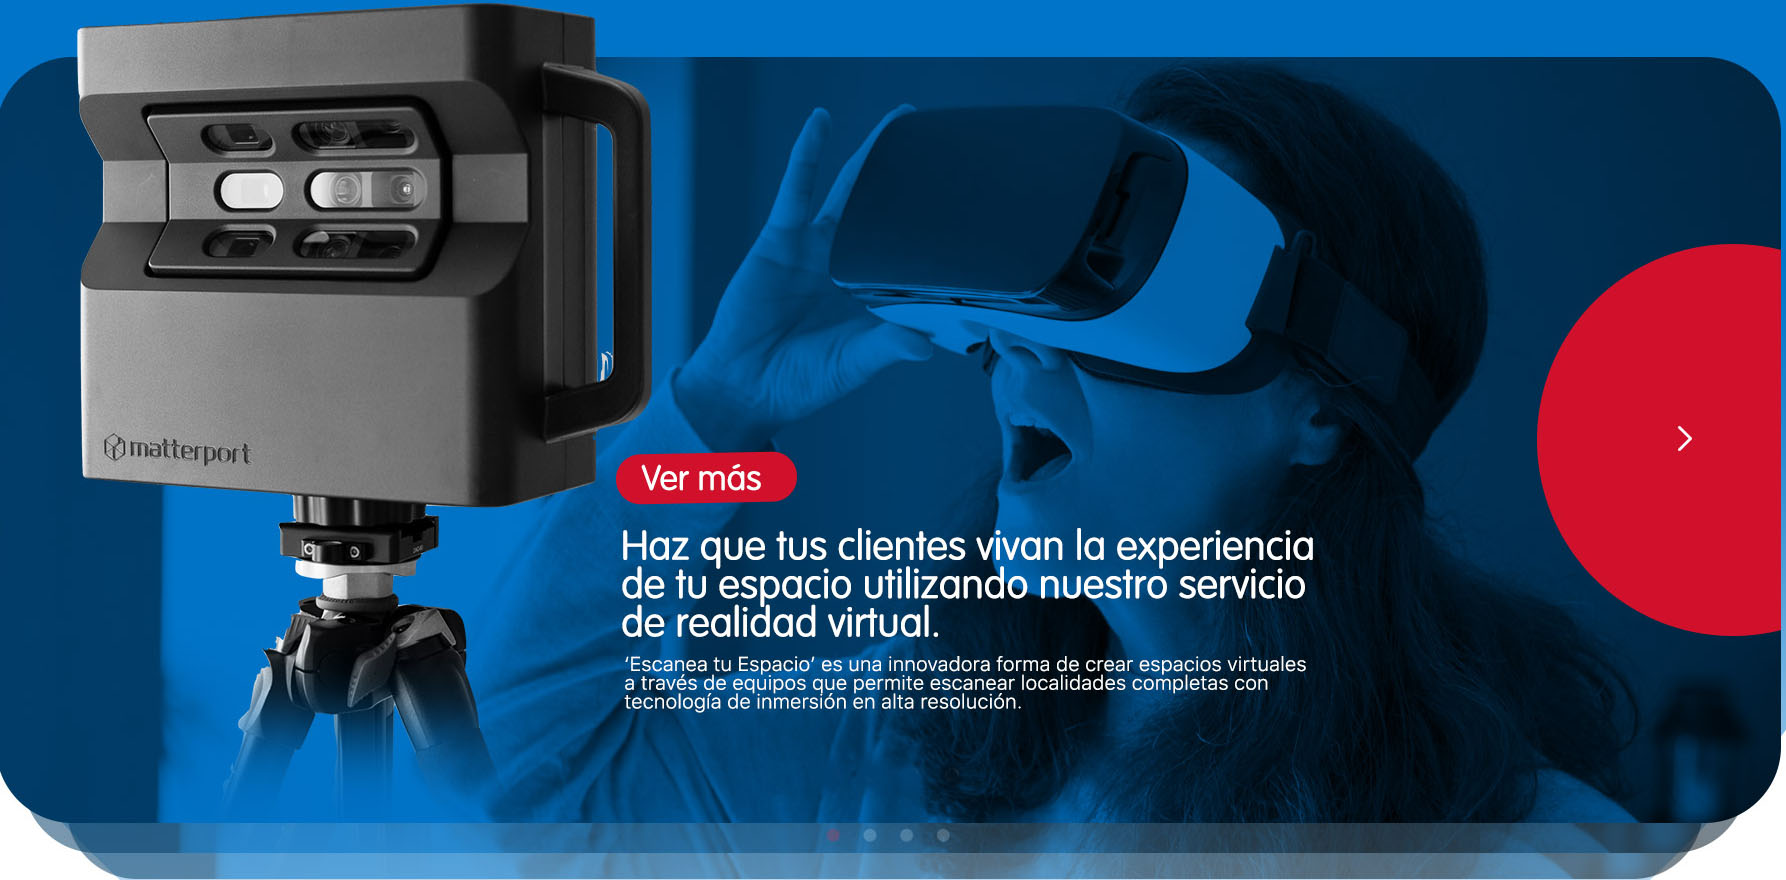 matterport
Ver más
Haz que tus clientes vivan la experiencia
de tu espacio utilizando nuestro servicio
de realidad virtual.
‘Escanea tu Espacio’ es una innovadora forma de crear espacios virtuales
a través de equipos que permite escanear localidades completas con
tecnología de inmersión en alta resolución.